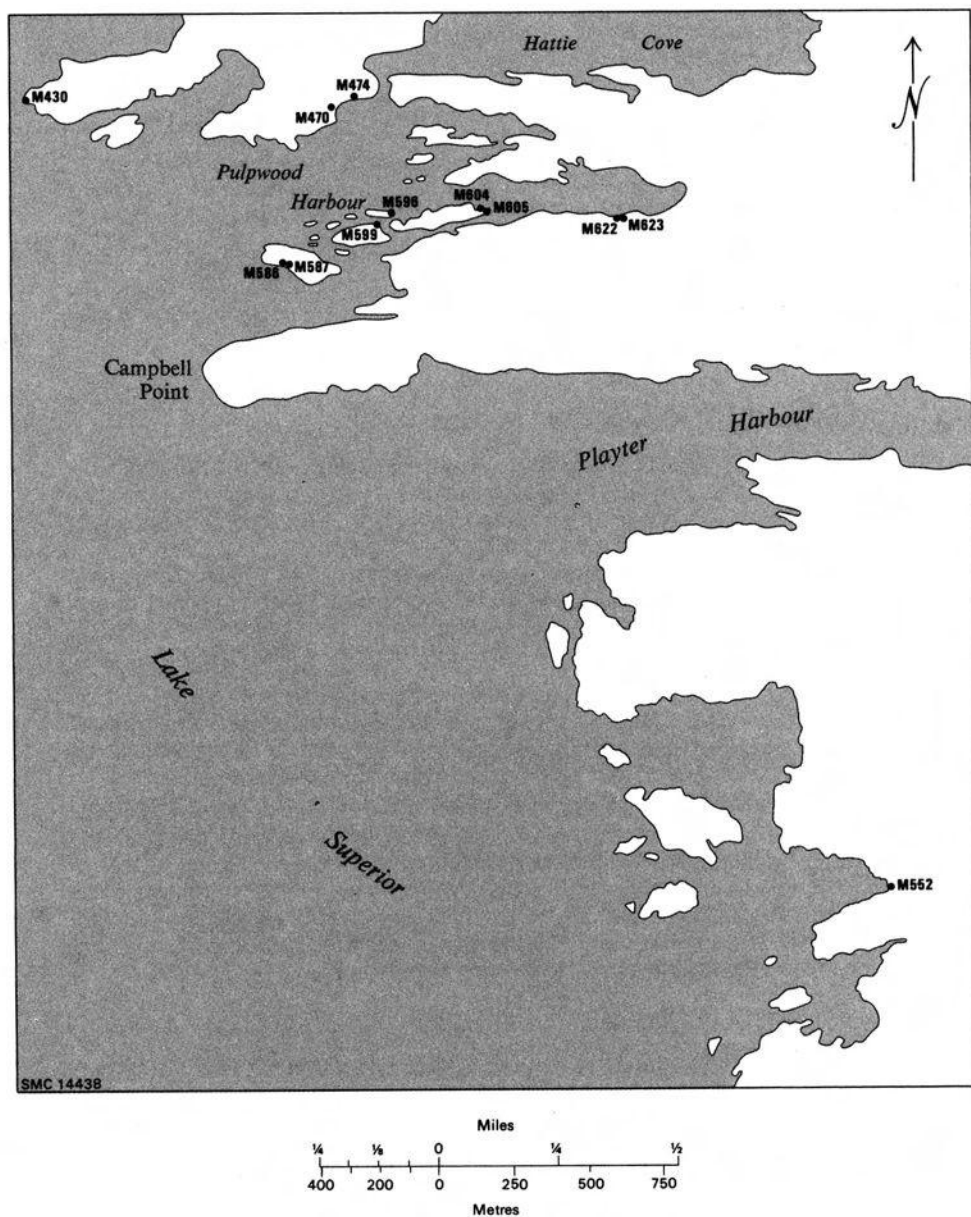 Hattie Cove
N
M430
M474
M470
Pulpwood
Harbour
M596
M604
M605
M599
M622
M623
M586
M587
Campbell
Point
Playter Harbour
Lake
Superior
M552
SMC 14438
Miles
¼ ⅛ 0 ¼ ½
400 200 0 250 500 750
Metres